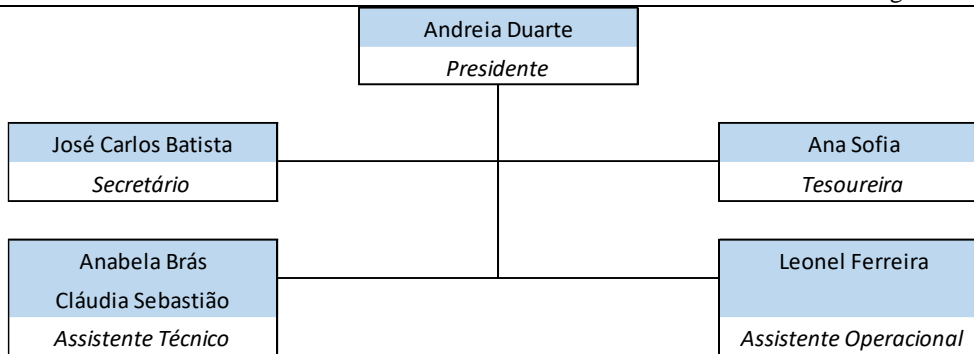 Andreia Duarte
Presidente
José Carlos Batista
Secretário
Ana Sofia
Tesoureira
Anabela Brás
Cláudia Sebastião
Assistente Técnico
Leonel Ferreira
Assistente Operacional